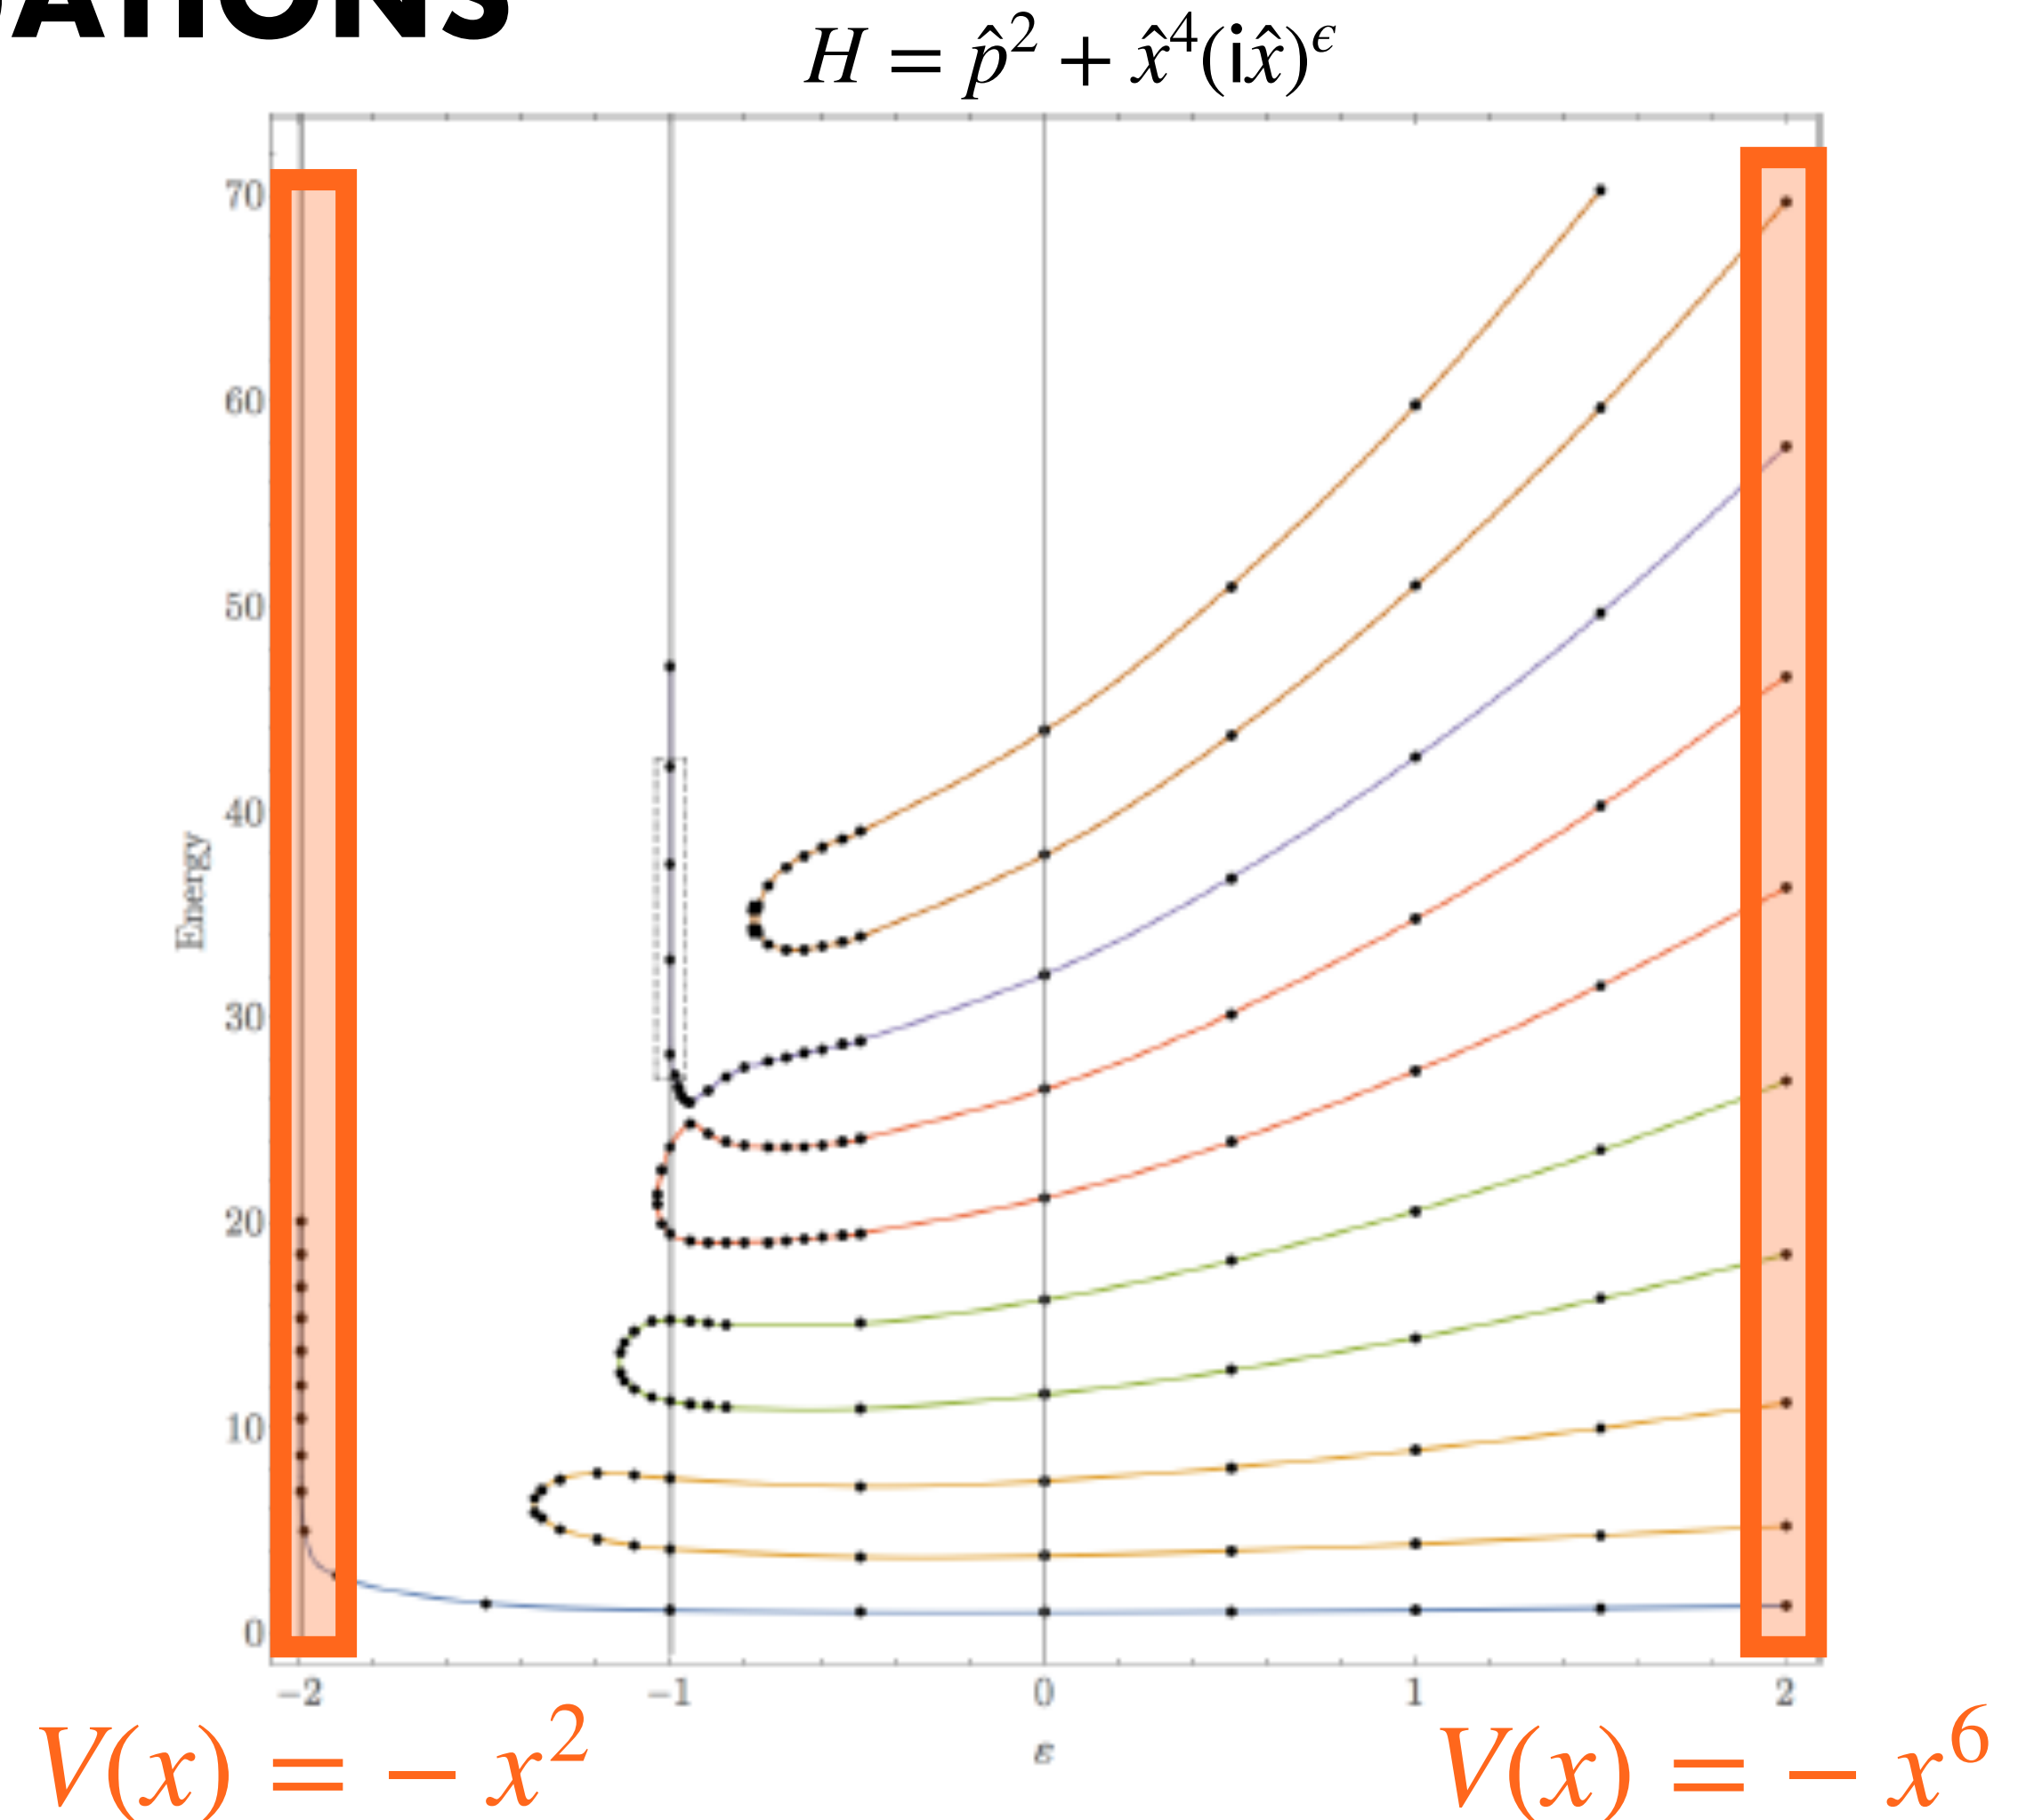 H = p̂² + x̂⁴(ix̂)^ϵ
70
60
50
40
30
20
10
0
Energy
−2 −1 0 1 2
ε
V(x) = − x²
V(x) = − x⁶